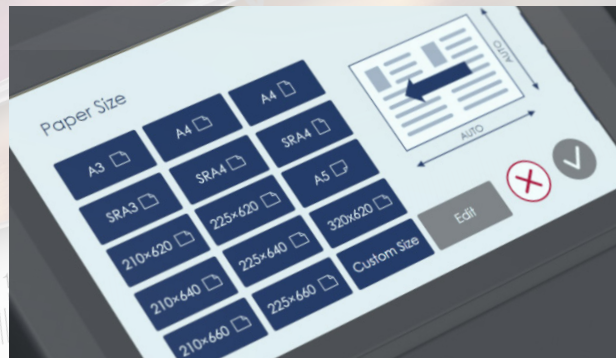 Paper Size
A3 A4 A4
SRA3 SRA4 SRA4
210×620 225×620 A5
210×640 225×640 320×620
210×660 225×660 Custom Size
Edit
AUTO
AUTO